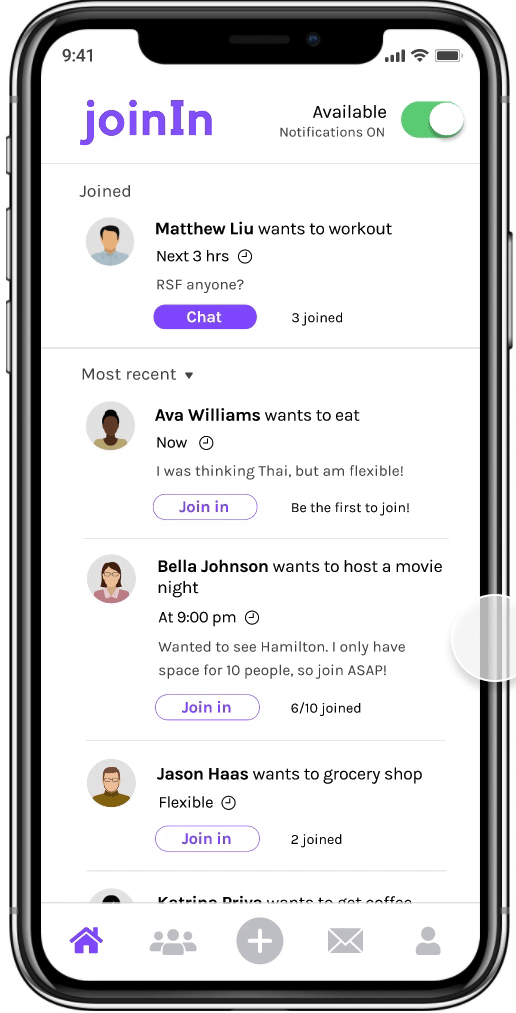 9:41
joinIn
Available
Notifications ON
Joined
Matthew Liu wants to workout
Next 3 hrs
RSF anyone?
Chat
3 joined
Most recent
Ava Williams wants to eat
Now
I was thinking Thai, but am flexible!
Join in
Be the first to join!
Bella Johnson wants to host a movie
night
At 9:00 pm
Wanted to see Hamilton. I only have
space for 10 people, so join ASAP!
Join in
6/10 joined
Jason Haas wants to grocery shop
Flexible
Join in
2 joined
Katrina Priya wants to get coffee